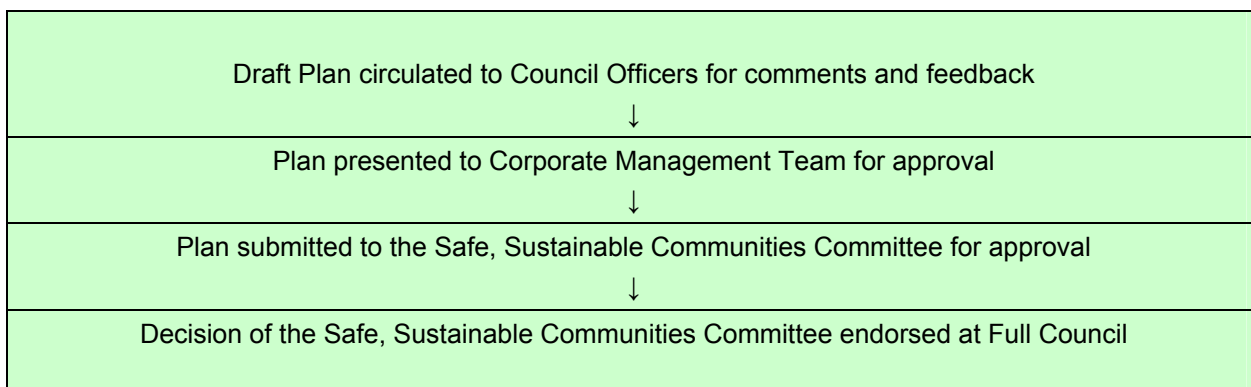 Draft Plan circulated to Council Officers for comments and feedback
↓
Plan presented to Corporate Management Team for approval
↓
Plan submitted to the Safe, Sustainable Communities Committee for approval
↓
Decision of the Safe, Sustainable Communities Committee endorsed at Full Council